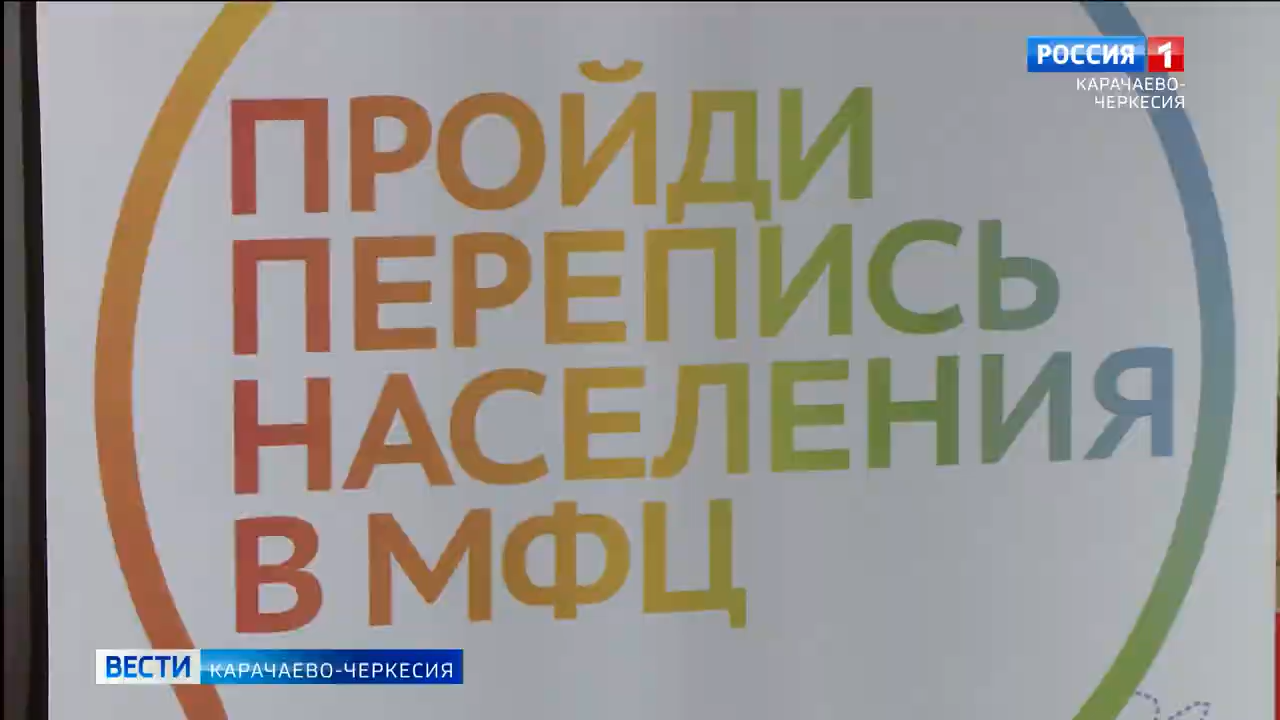 РОССИЯ 1
КАРАЧАЕВО-
ЧЕРКЕСИЯ
ПРОЙДИ
ПЕРЕПИСЬ
НАСЕЛЕНИЯ
В МФЦ
ВЕСТИ КАРАЧАЕВО-ЧЕРКЕСИЯ